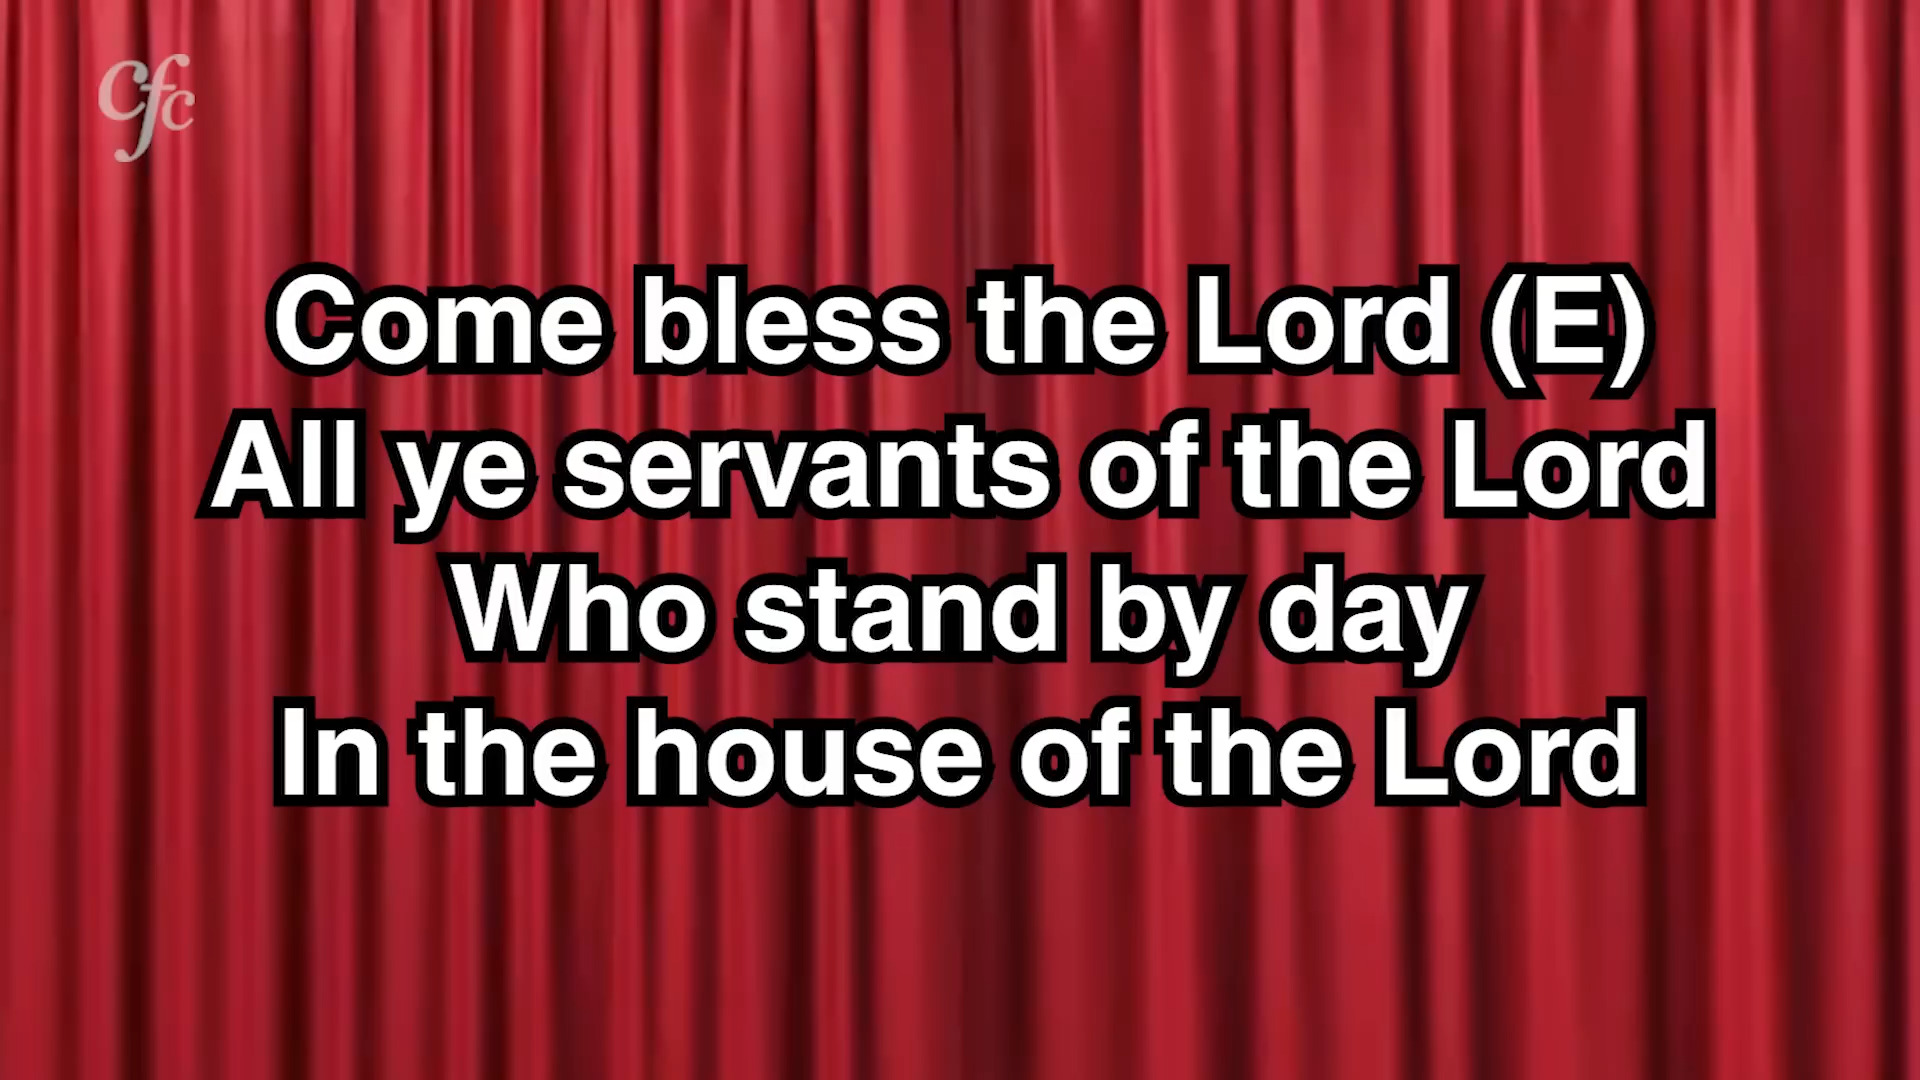 cfc
Come bless the Lord (E)
All ye servants of the Lord
Who stand by day
In the house of the Lord